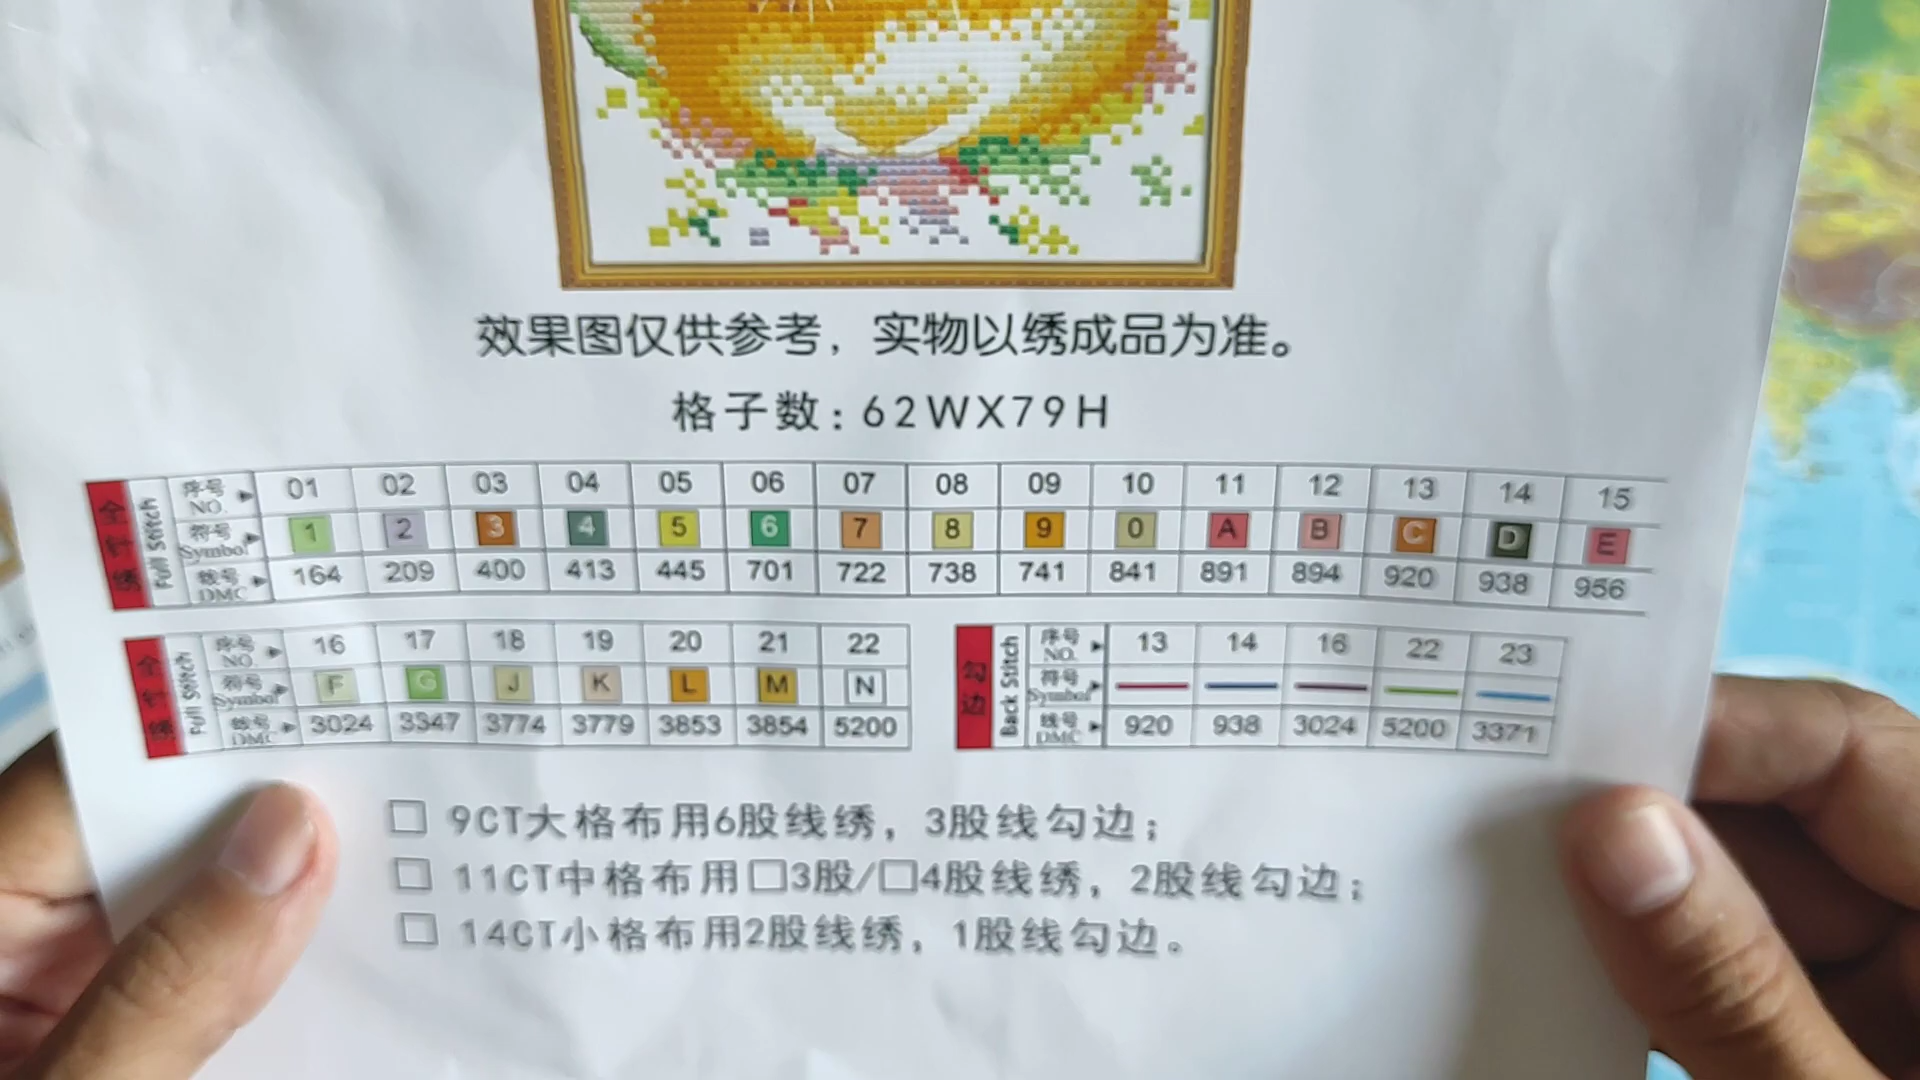 效果图仅供参考，实物以绣成品为准。
格子数：62WX79H
全针绣 Full Stitch
序号 NO. 01 02 03 04 05 06 07 08 09 10 11 12 13 14 15
符号 Symbol 1 2 3 4 5 6 7 8 9 0 A B C D E
线号 DMC 164 209 400 413 445 701 722 738 741 841 891 894 920 938 956
全针绣 Full Stitch
序号 NO. 16 17 18 19 20 21 22
符号 Symbol F G J K L M N
线号 DMC 3024 3347 3774 3779 3853 3854 5200
勾边 Back Stitch
序号 NO. 13 14 16 22 23
符号 Symbol
线号 DMC 920 938 3024 5200 3371
□ 9CT大格布用6股线绣，3股线勾边；
□ 11CT中格布用□3股/□4股线绣，2股线勾边；
□ 14CT小格布用2股线绣，1股线勾边。